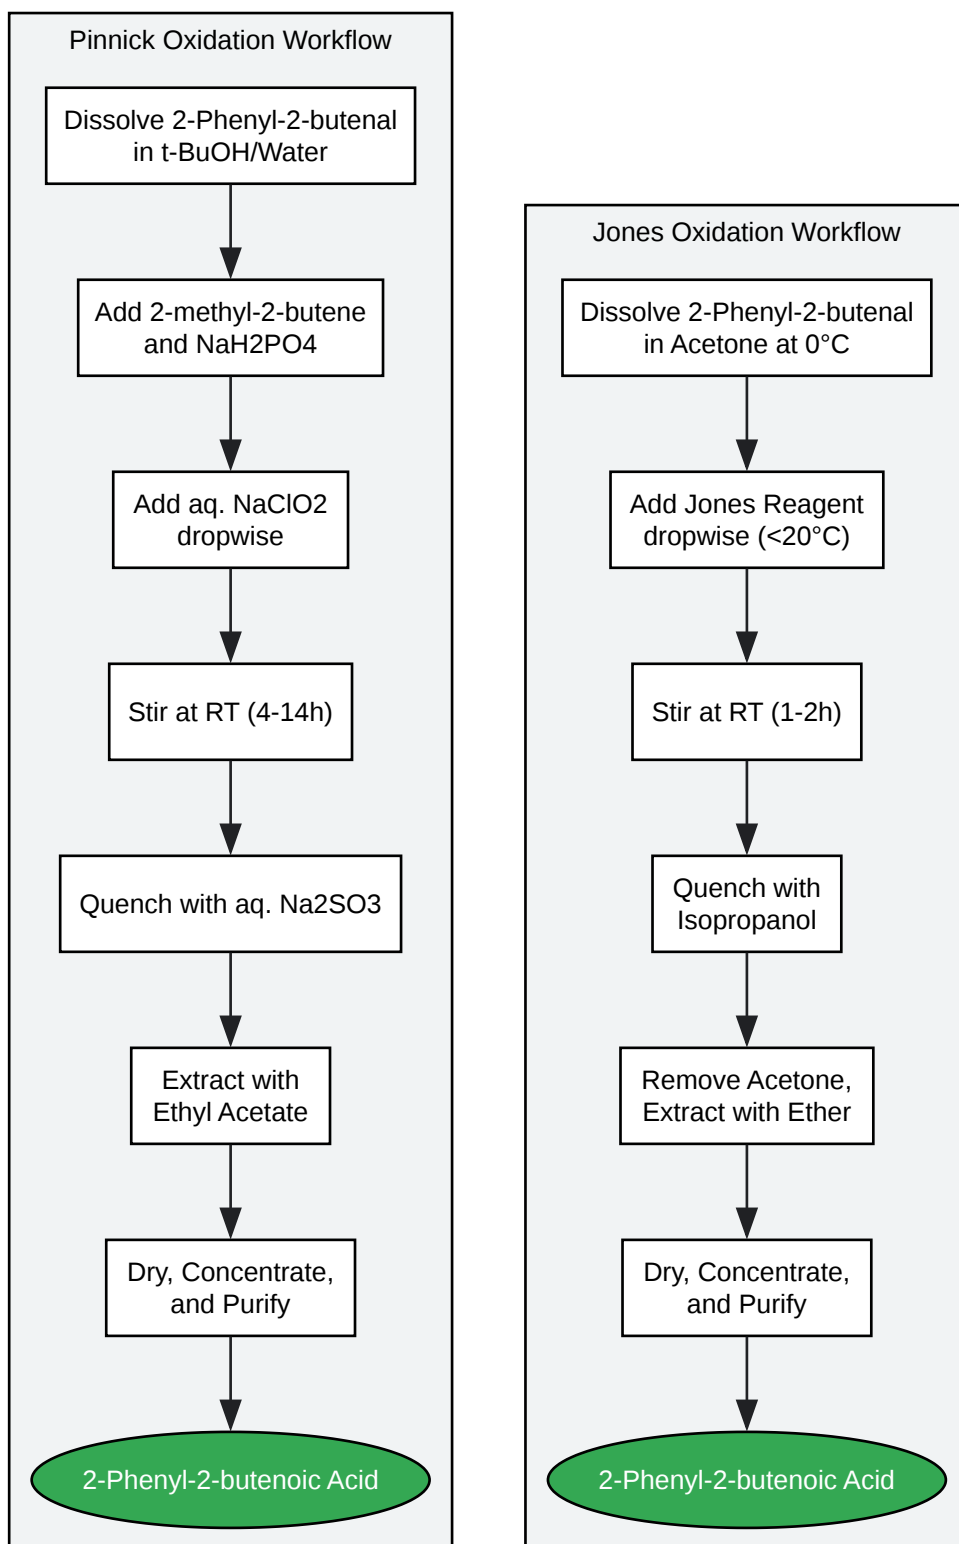 Pinnick Oxidation Workflow
Dissolve 2-Phenyl-2-butenal
in t-BuOH/Water
Add 2-methyl-2-butene
and NaH2PO4
Add aq. NaClO2
dropwise
Stir at RT (4-14h)
Quench with aq. Na2SO3
Extract with
Ethyl Acetate
Dry, Concentrate,
and Purify
2-Phenyl-2-butenoic Acid
Jones Oxidation Workflow
Dissolve 2-Phenyl-2-butenal
in Acetone at 0°C
Add Jones Reagent
dropwise (<20°C)
Stir at RT (1-2h)
Quench with
Isopropanol
Remove Acetone,
Extract with Ether
Dry, Concentrate,
and Purify
2-Phenyl-2-butenoic Acid